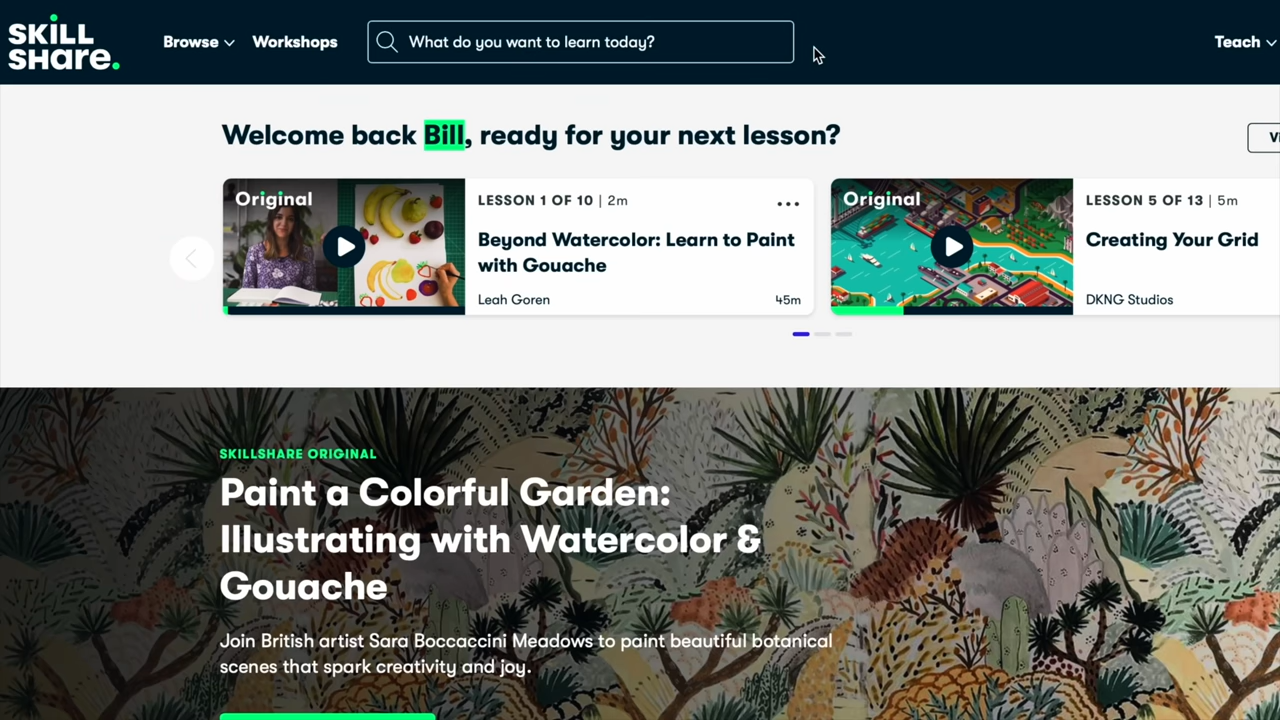 SKILL
SHare.
Browse
Workshops
What do you want to learn today?
Teach
Welcome back Bill, ready for your next lesson?
Original
LESSON 1 OF 10 | 2m
Beyond Watercolor: Learn to Paint
with Gouache
Leah Goren
45m
Original
LESSON 5 OF 13 | 5m
Creating Your Grid
DKNG Studios
SKILLSHARE ORIGINAL
Paint a Colorful Garden:
Illustrating with Watercolor &
Gouache
Join British artist Sara Boccaccini Meadows to paint beautiful botanical
scenes that spark creativity and joy.